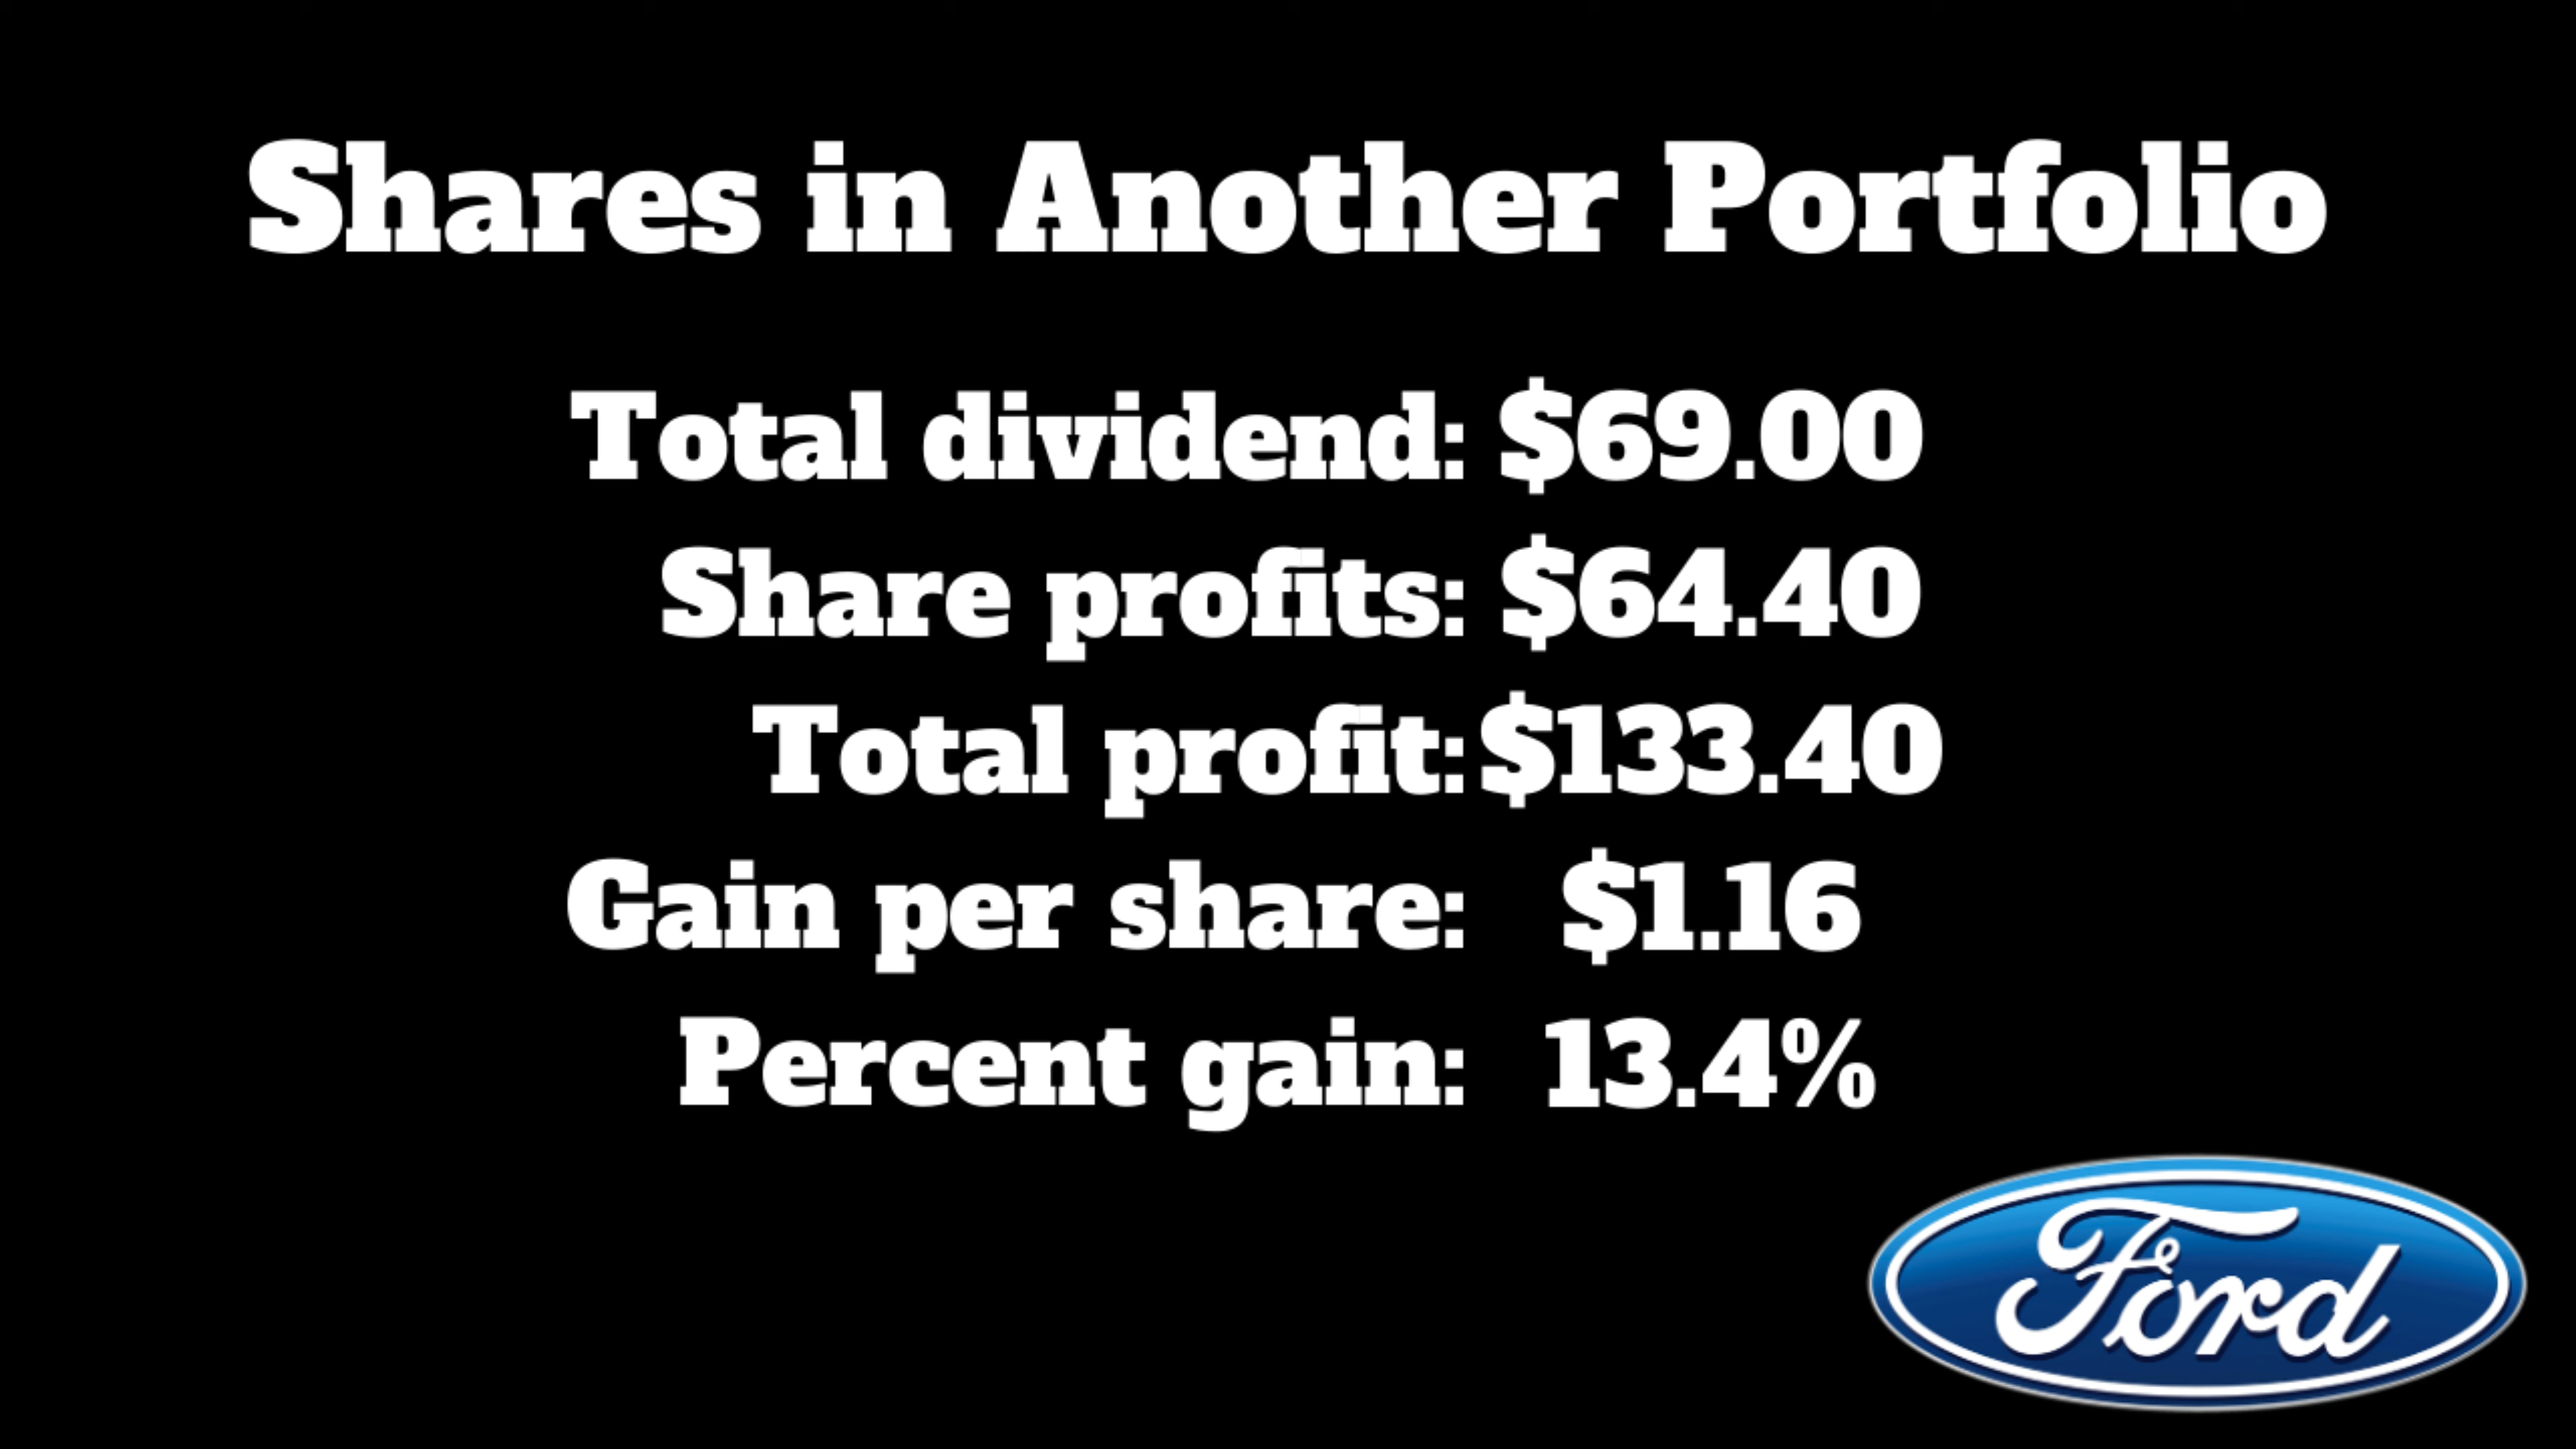 Shares in Another Portfolio
Total dividend: $69.00
Share profits: $64.40
Total profit: $133.40
Gain per share: $1.16
Percent gain: 13.4%
Ford